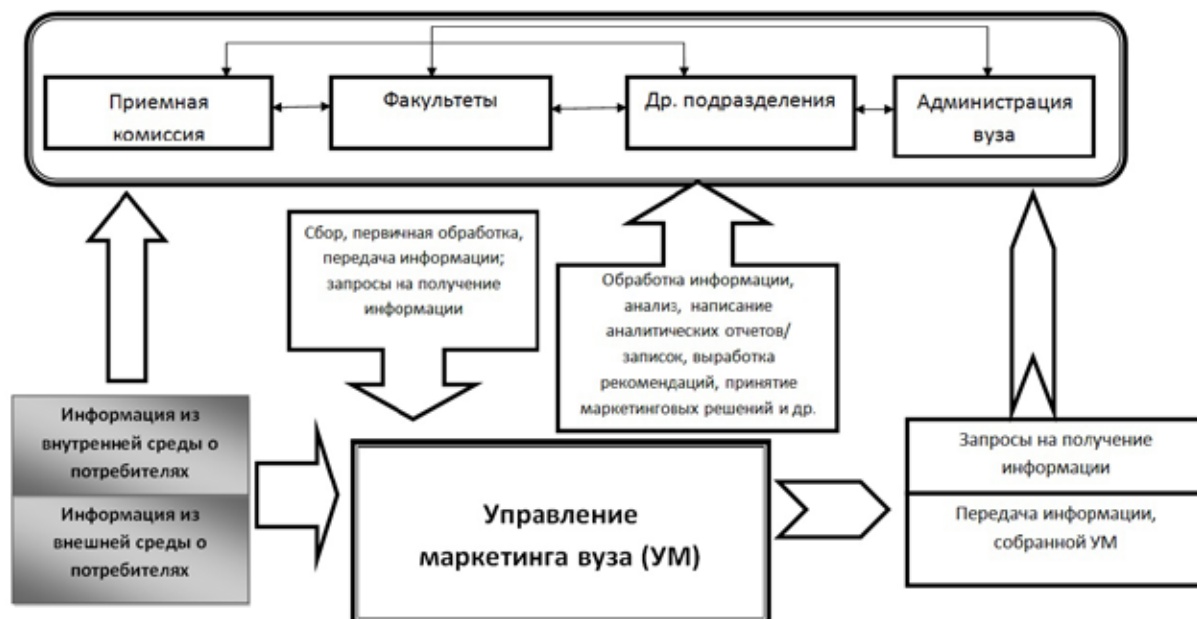 Приемная
комиссия
Факультеты
Др. подразделения
Администрация
вуза
Сбор, первичная обработка,
передача информации;
запросы на получение
информации
Обработка информации,
анализ, написание
аналитических отчетов/
записок, выработка
рекомендаций, принятие
маркетинговых решений и др.
Информация из
внутренней среды о
потребителях
Информация из
внешней среды о
потребителях
Управление
маркетинга вуза (УМ)
Запросы на получение
информации
Передача информации,
собранной УМ